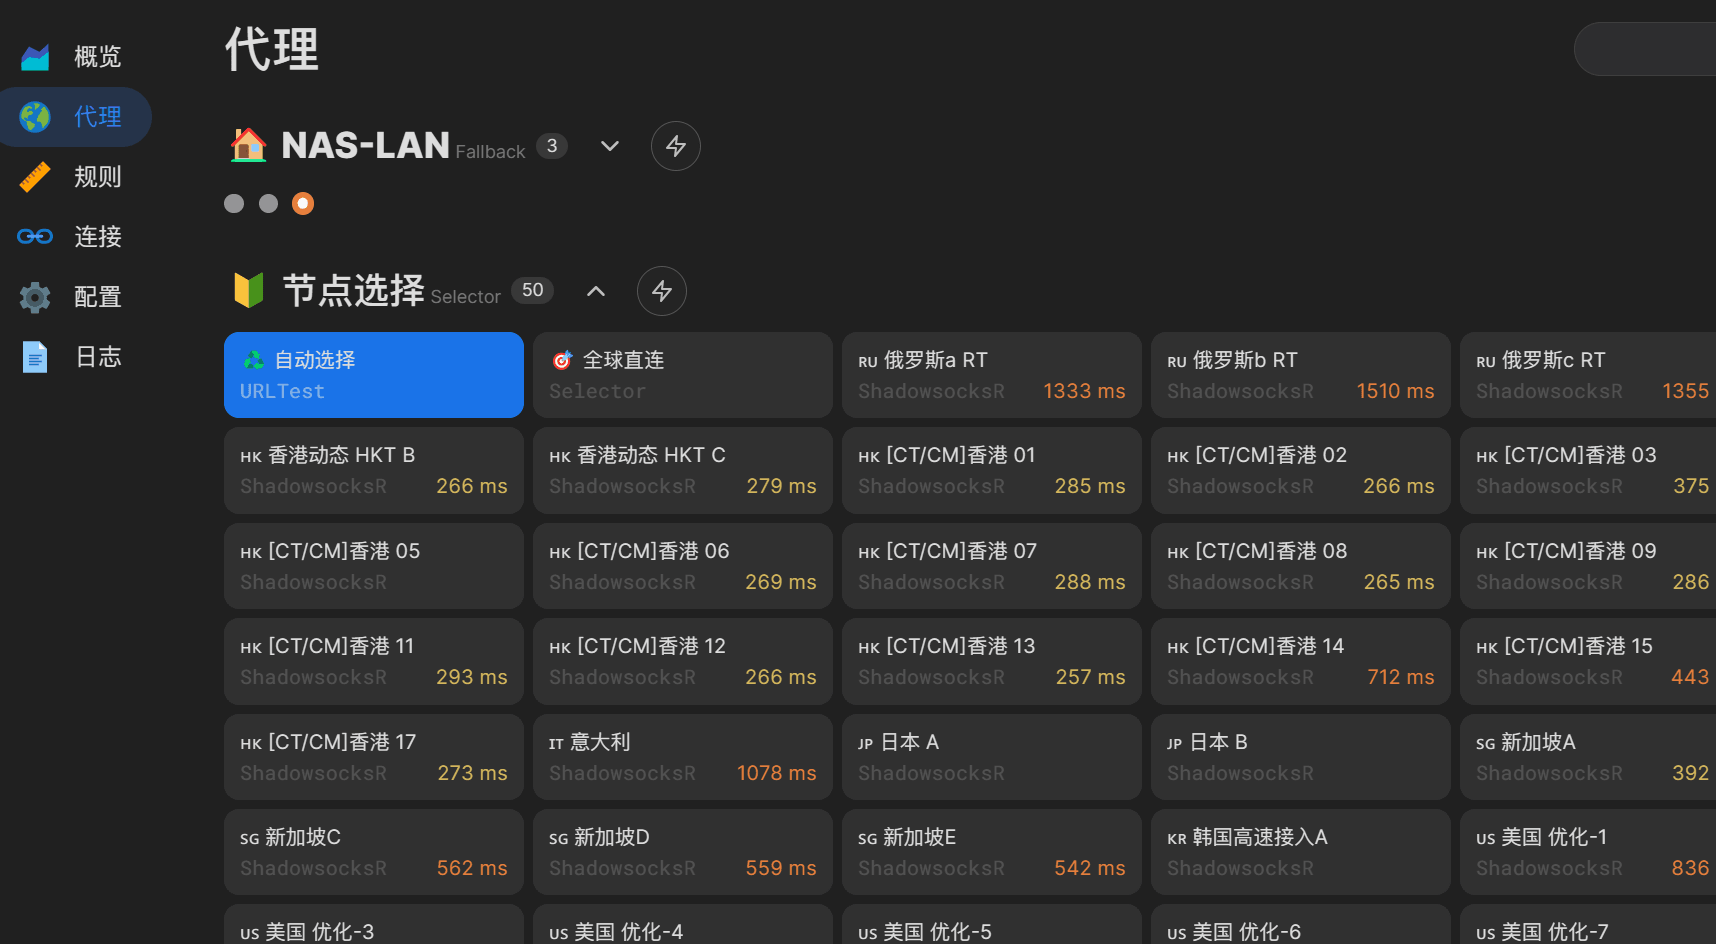 概览
代理
规则
连接
配置
日志
代理
NAS-LAN Fallback 3
节点选择 Selector 50
自动选择
URLTest
全球直连
Selector
RU 俄罗斯a RT
ShadowsocksR 1333 ms
RU 俄罗斯b RT
ShadowsocksR 1510 ms
RU 俄罗斯c RT
ShadowsocksR 1355
HK 香港动态 HKT B
ShadowsocksR 266 ms
HK 香港动态 HKT C
ShadowsocksR 279 ms
HK [CT/CM]香港 01
ShadowsocksR 285 ms
HK [CT/CM]香港 02
ShadowsocksR 266 ms
HK [CT/CM]香港 03
ShadowsocksR 375
HK [CT/CM]香港 05
ShadowsocksR
HK [CT/CM]香港 06
ShadowsocksR 269 ms
HK [CT/CM]香港 07
ShadowsocksR 288 ms
HK [CT/CM]香港 08
ShadowsocksR 265 ms
HK [CT/CM]香港 09
ShadowsocksR 286
HK [CT/CM]香港 11
ShadowsocksR 293 ms
HK [CT/CM]香港 12
ShadowsocksR 266 ms
HK [CT/CM]香港 13
ShadowsocksR 257 ms
HK [CT/CM]香港 14
ShadowsocksR 712 ms
HK [CT/CM]香港 15
ShadowsocksR 443
HK [CT/CM]香港 17
ShadowsocksR 273 ms
IT 意大利
ShadowsocksR 1078 ms
JP 日本 A
ShadowsocksR
JP 日本 B
ShadowsocksR
SG 新加坡A
ShadowsocksR 392
SG 新加坡C
ShadowsocksR 562 ms
SG 新加坡D
ShadowsocksR 559 ms
SG 新加坡E
ShadowsocksR 542 ms
KR 韩国高速接入A
ShadowsocksR
US 美国 优化-1
ShadowsocksR 836
US 美国 优化-3
US 美国 优化-4
US 美国 优化-5
US 美国 优化-6
US 美国 优化-7